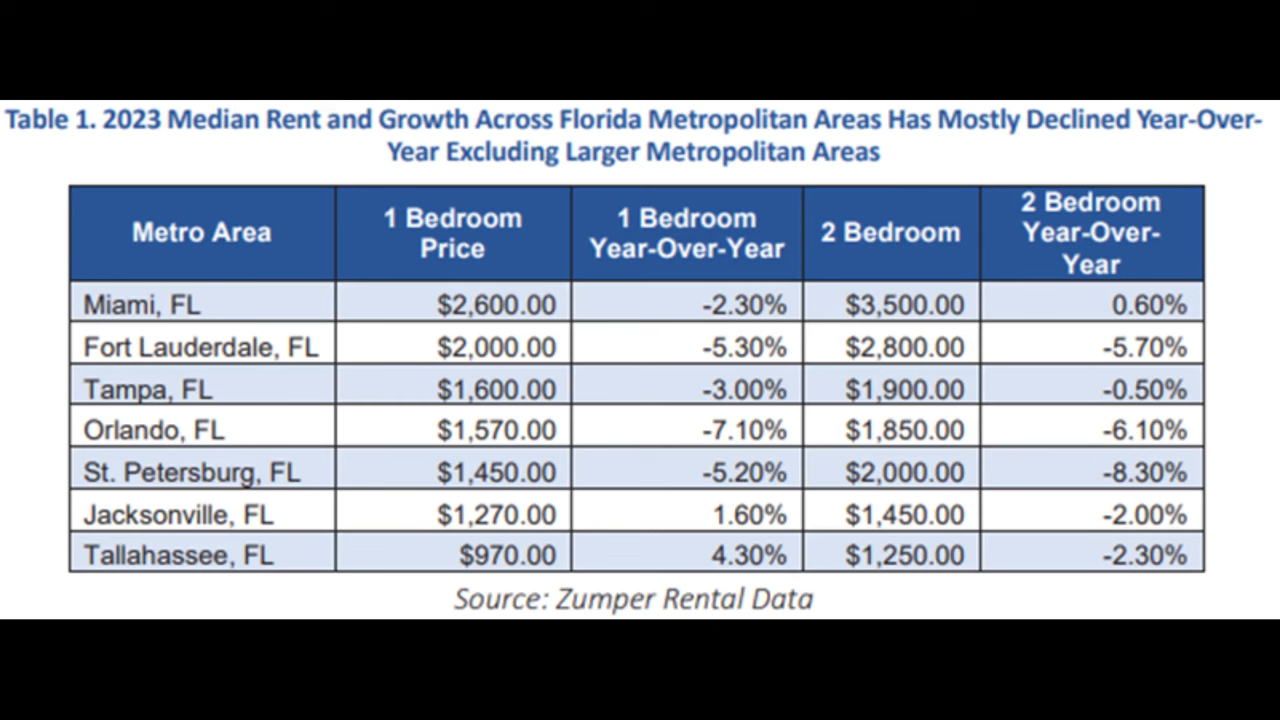 Table 1. 2023 Median Rent and Growth Across Florida Metropolitan Areas Has Mostly Declined Year-Over-
Year Excluding Larger Metropolitan Areas
Metro Area 1 Bedroom Price 1 Bedroom Year-Over-Year 2 Bedroom 2 Bedroom Year-Over-Year
Miami, FL $2,600.00 -2.30% $3,500.00 0.60%
Fort Lauderdale, FL $2,000.00 -5.30% $2,800.00 -5.70%
Tampa, FL $1,600.00 -3.00% $1,900.00 -0.50%
Orlando, FL $1,570.00 -7.10% $1,850.00 -6.10%
St. Petersburg, FL $1,450.00 -5.20% $2,000.00 -8.30%
Jacksonville, FL $1,270.00 1.60% $1,450.00 -2.00%
Tallahassee, FL $970.00 4.30% $1,250.00 -2.30%
Source: Zumper Rental Data